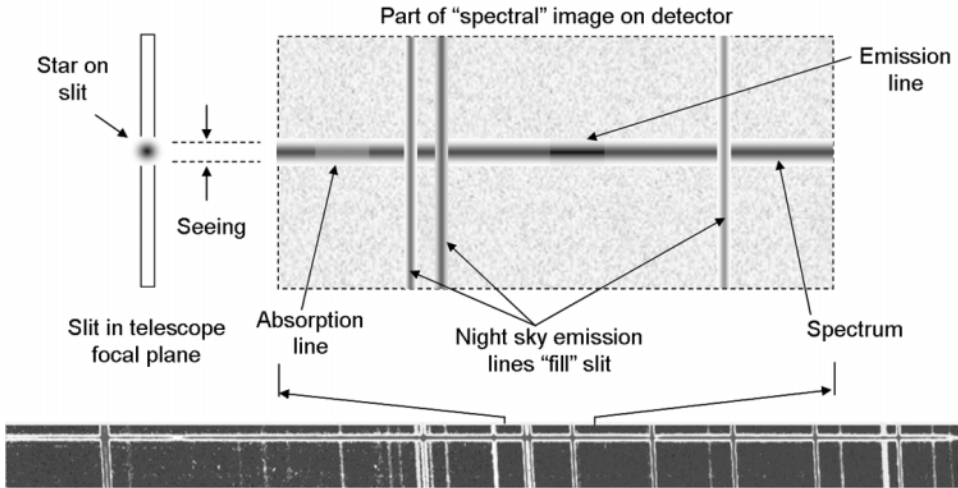 Part of “spectral” image on detector
Star on
slit
Emission
line
Seeing
Slit in telescope
focal plane
Absorption
line
Night sky emission
lines “fill” slit
Spectrum